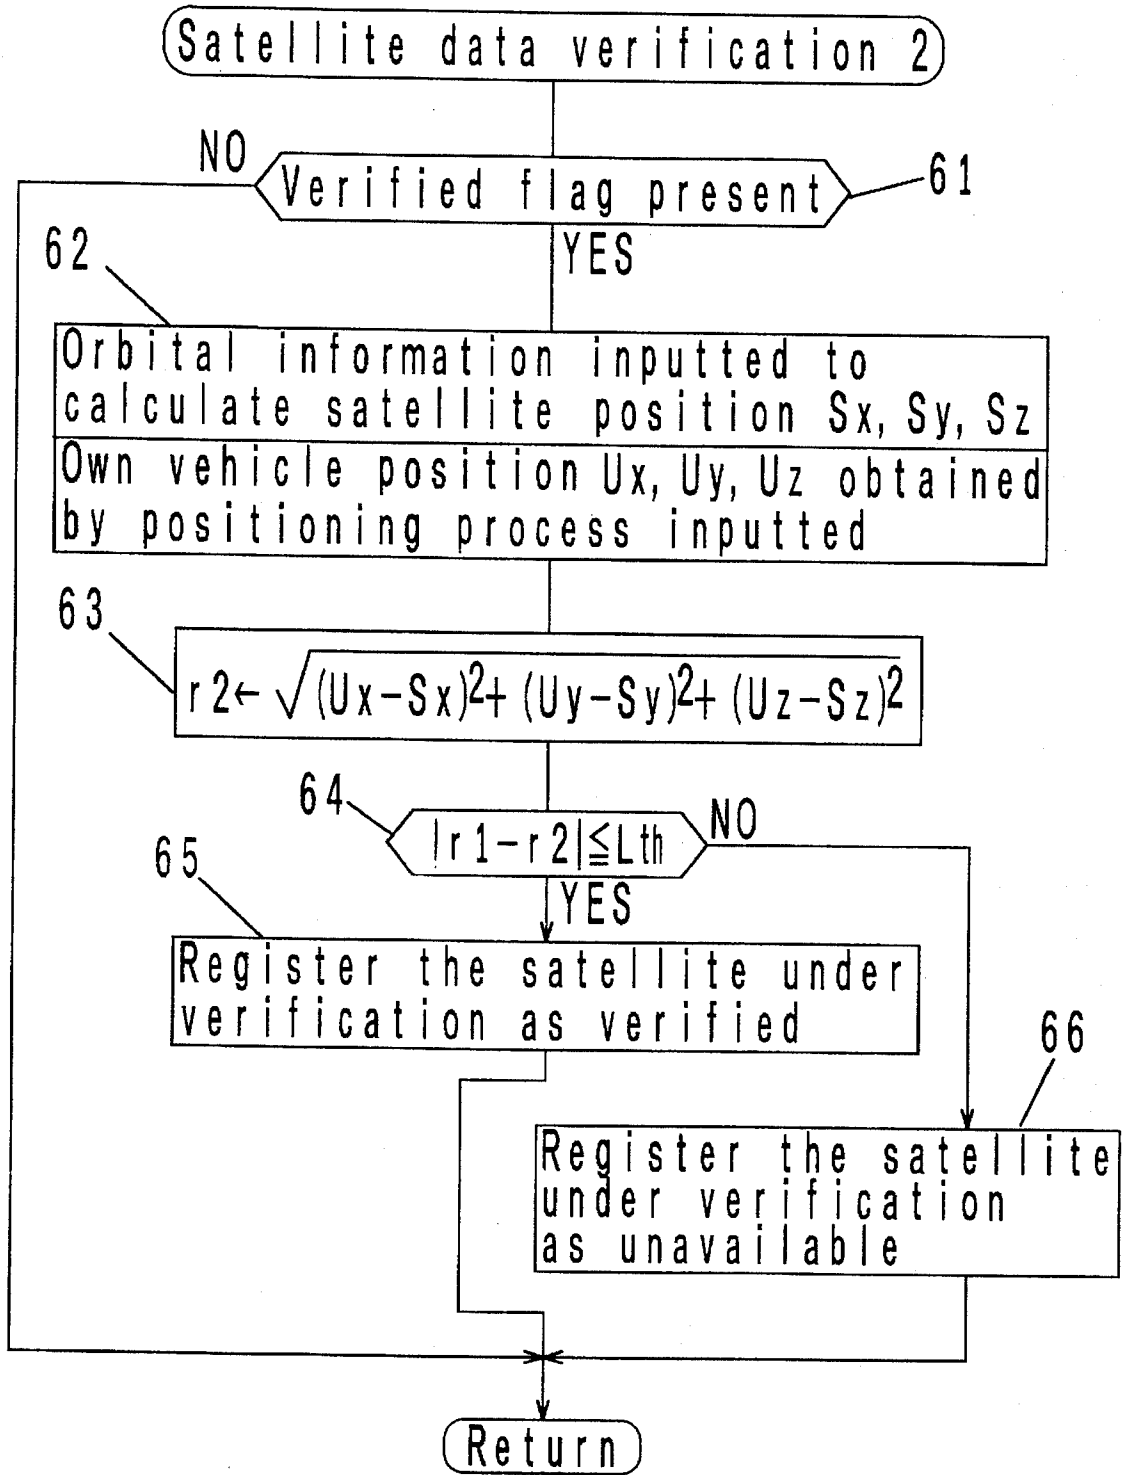 Satellite data verification 2
NO
Verified flag present
61
YES
62
Orbital information inputted to
calculate satellite position Sx, Sy, Sz
Own vehicle position Ux, Uy, Uz obtained
by positioning process inputted
63
r2← √(Ux−Sx)²+ (Uy−Sy)²+ (Uz−Sz)²
64
|r1−r2|≦Lth
NO
YES
65
Register the satellite under
verification as verified
66
Register the satellite
under verification
as unavailable
Return